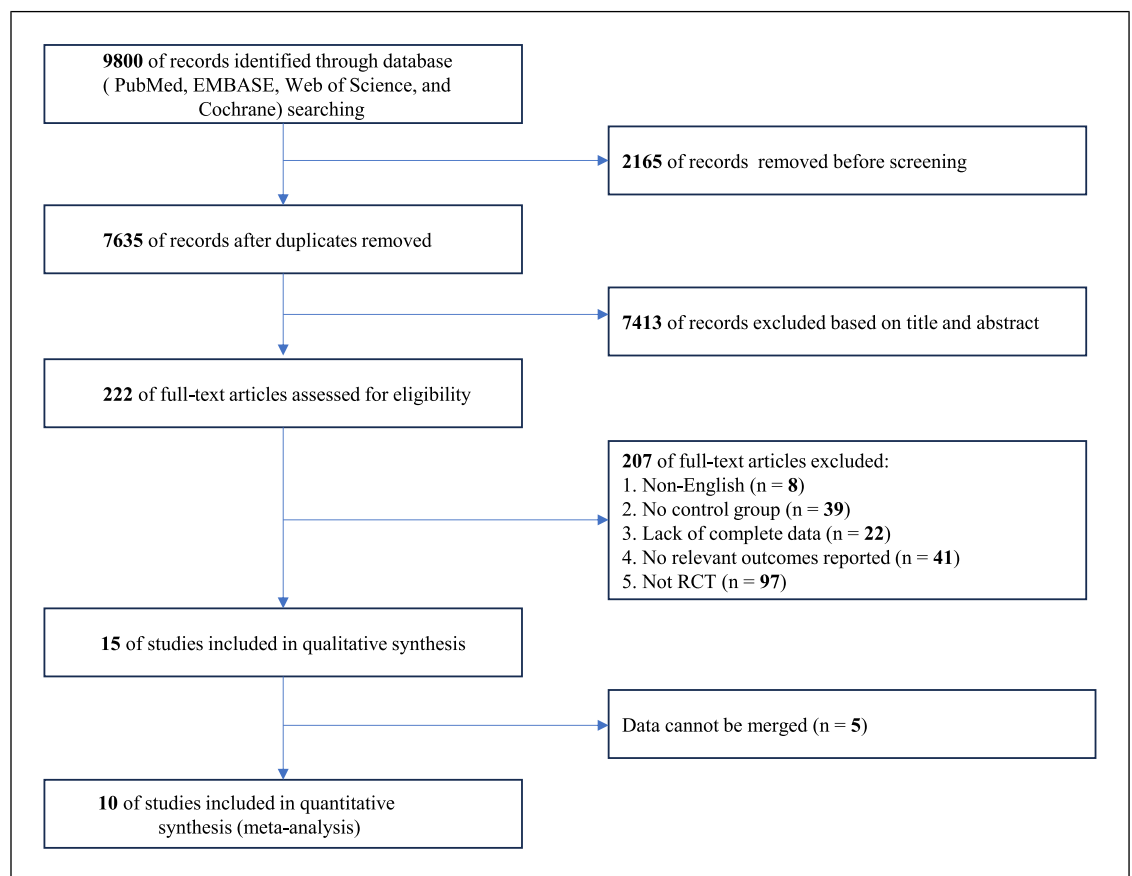 9800 of records identified through database
( PubMed, EMBASE, Web of Science, and
Cochrane) searching
2165 of records removed before screening
7635 of records after duplicates removed
7413 of records excluded based on title and abstract
222 of full-text articles assessed for eligibility
207 of full-text articles excluded:
1. Non-English (n = 8)
2. No control group (n = 39)
3. Lack of complete data (n = 22)
4. No relevant outcomes reported (n = 41)
5. Not RCT (n = 97)
15 of studies included in qualitative synthesis
Data cannot be merged (n = 5)
10 of studies included in quantitative
synthesis (meta-analysis)